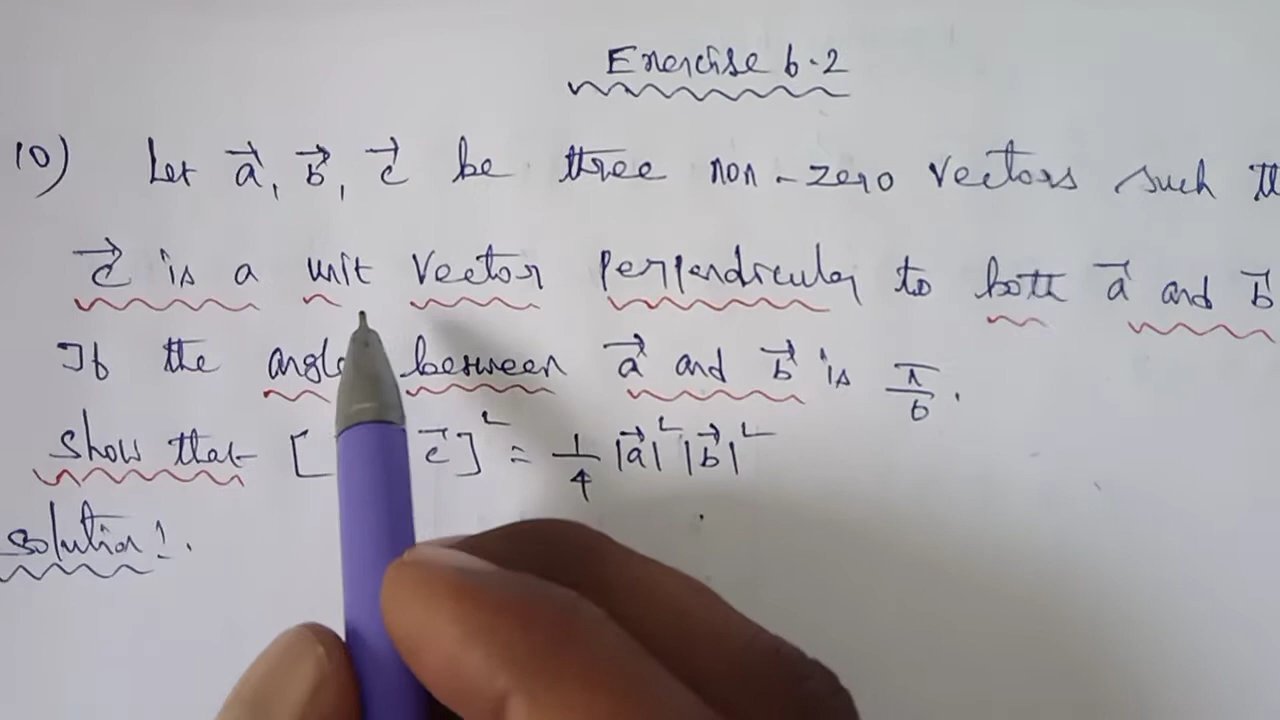 Exercise 6.2
10) Let a⃗, b⃗, c⃗ be three non-zero vectors such th
c⃗ is a unit vector perpendicular to both a⃗ and b⃗
If the angle between a⃗ and b⃗ is π/6.
Show that [ c⃗]² = 1/4 |a⃗|² |b⃗|²
Solution:.